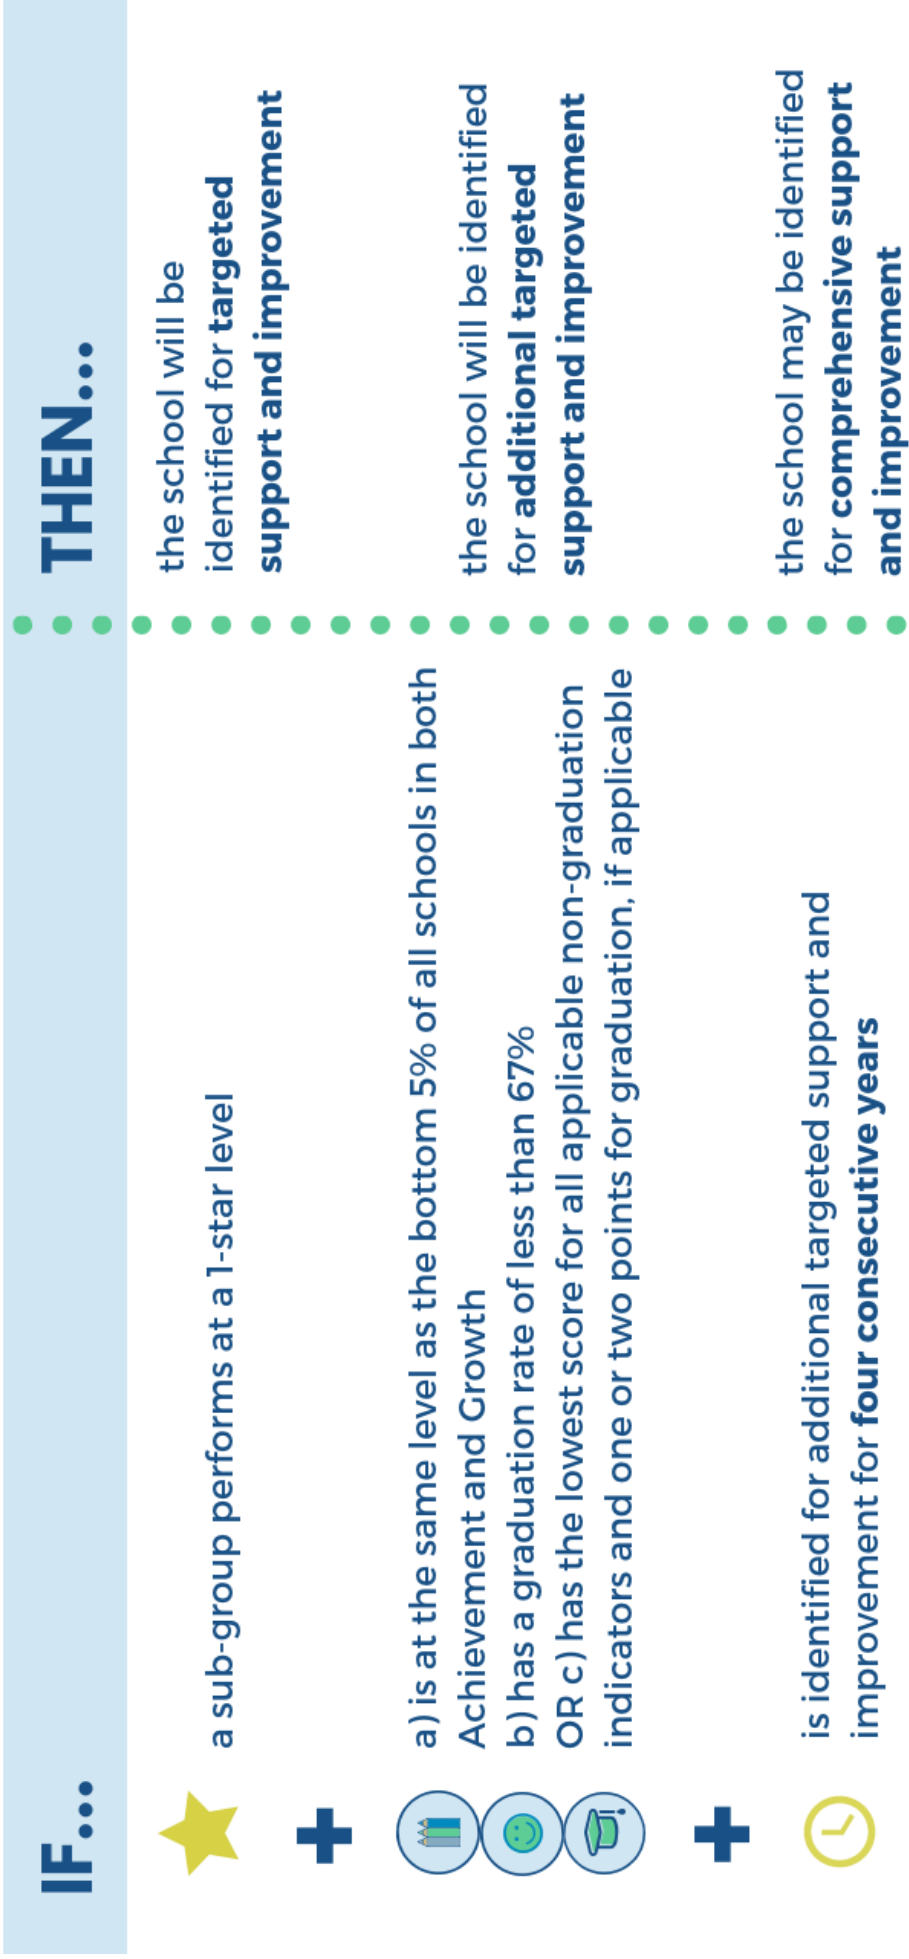 IF...
THEN...
a sub-group performs at a 1-star level
the school will be
identified for targeted
support and improvement
a) is at the same level as the bottom 5% of all schools in both
Achievement and Growth
b) has a graduation rate of less than 67%
OR c) has the lowest score for all applicable non-graduation
indicators and one or two points for graduation, if applicable
the school will be identified
for additional targeted
support and improvement
is identified for additional targeted support and
improvement for four consecutive years
the school may be identified
for comprehensive support
and improvement